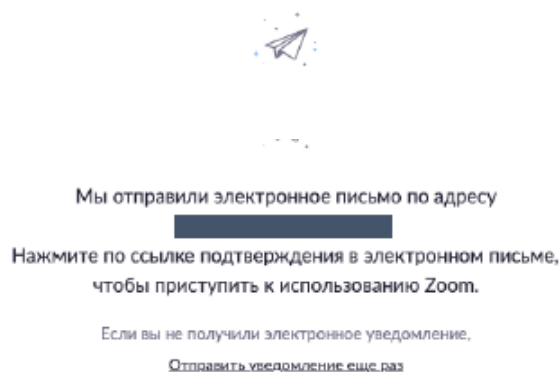 Мы отправили электронное письмо по адресу
Нажмите по ссылке подтверждения в электронном письме,
чтобы приступить к использованию Zoom.
Если вы не получили электронное уведомление,
Отправить уведомление еще раз